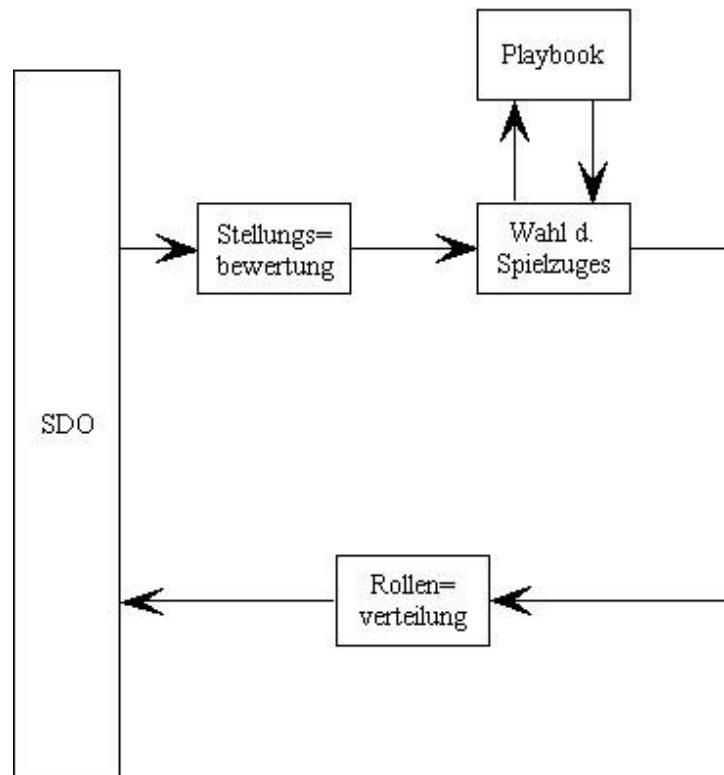 Playbook
Stellungs=
bewertung
Wahl d.
Spielzuges
SDO
Rollen=
verteilung